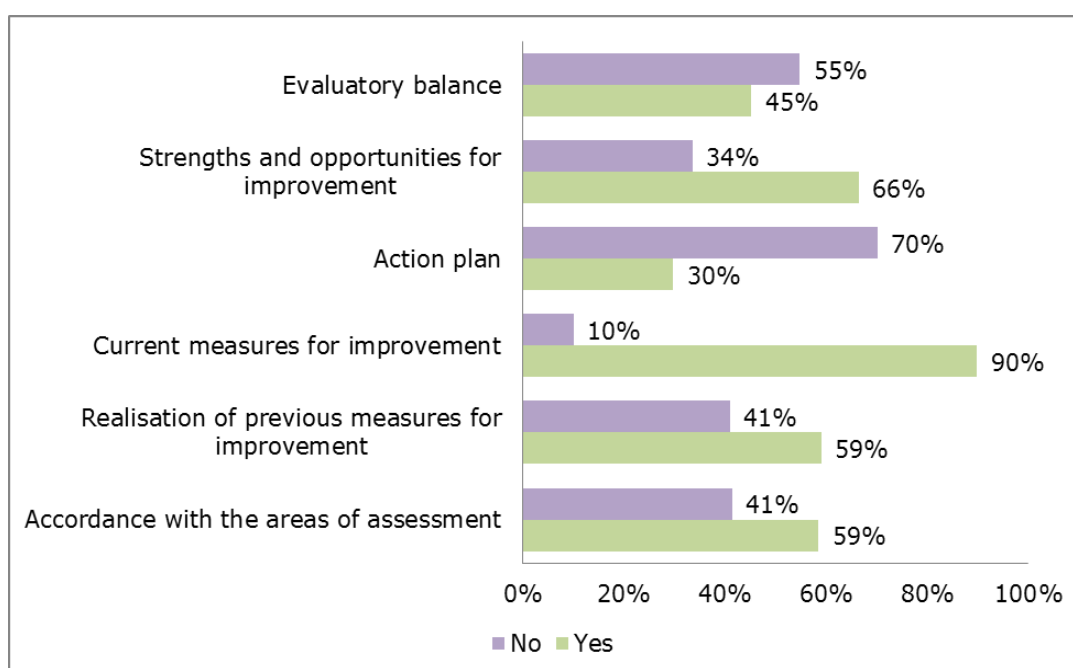 Evaluatory balance
55%
45%
Strengths and opportunities for
improvement
34%
66%
Action plan
70%
30%
Current measures for improvement
10%
90%
Realisation of previous measures for
improvement
41%
59%
Accordance with the areas of assessment
41%
59%
0% 20% 40% 60% 80% 100%
No Yes